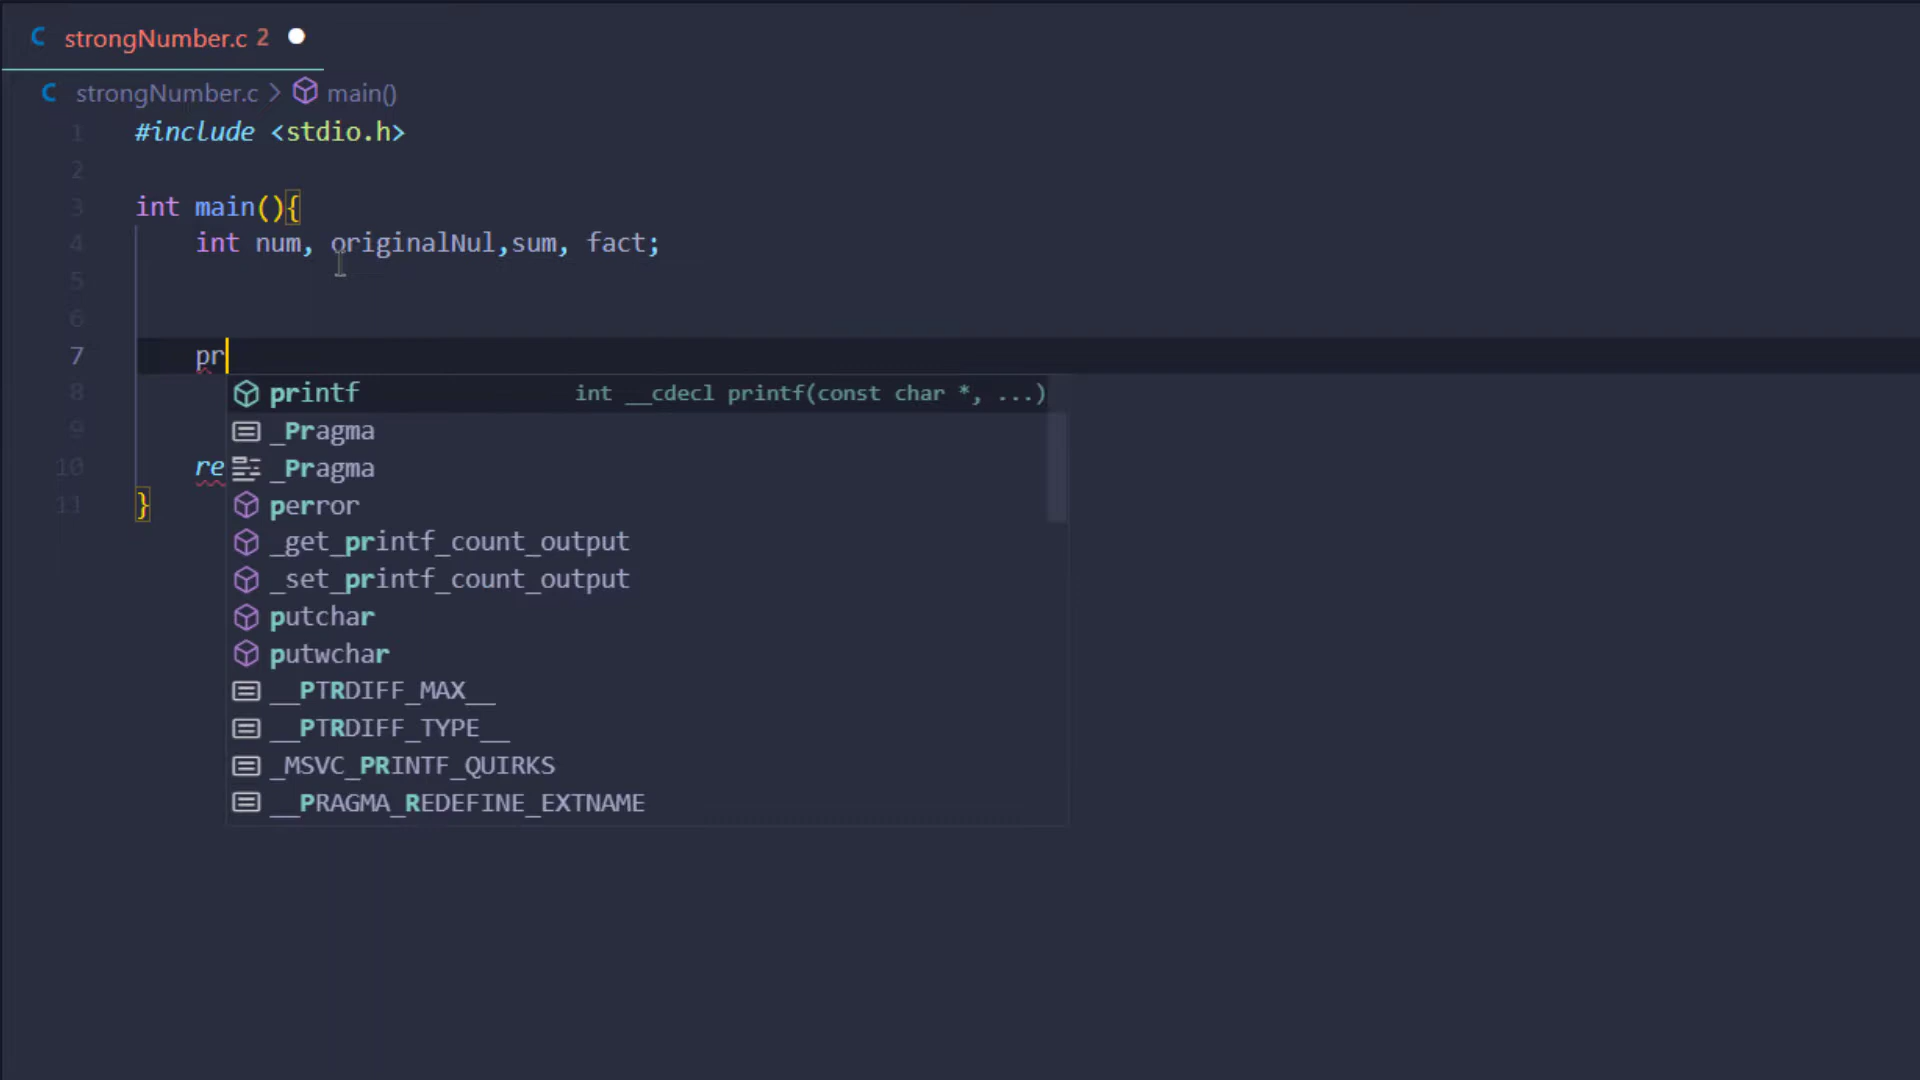 strongNumber.c 2
strongNumber.c > main()
1 #include <stdio.h>
2
3 int main(){
4 int num, originalNul,sum, fact;
5
6
7 pr
8 printf int __cdecl printf(const char *, ...)
9 _Pragma
10 re _Pragma
11 } perror
_get_printf_count_output
_set_printf_count_output
putchar
putwchar
__PTRDIFF_MAX__
__PTRDIFF_TYPE__
_MSVC_PRINTF_QUIRKS
__PRAGMA_REDEFINE_EXTNAME